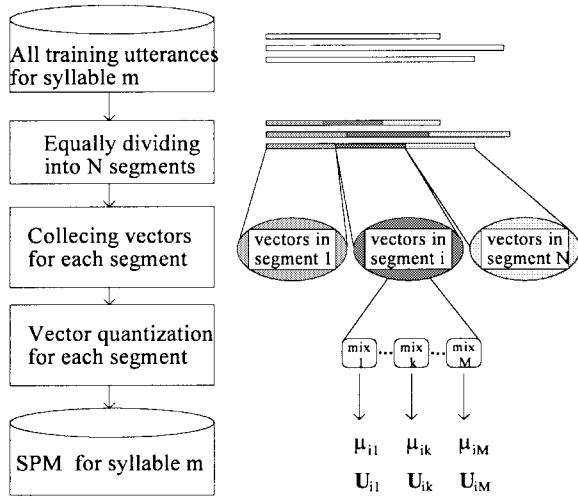 All training utterances
for syllable m
Equally dividing
into N segments
Collecing vectors
for each segment
Vector quantization
for each segment
SPM for syllable m
vectors in
segment 1
vectors in
segment i
vectors in
segment N
mix
1
...
mix
k
...
mix
M
μi1 μik μiM
Ui1 Uik UiM